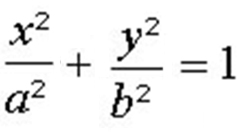 x²/a² + y²/b² = 1